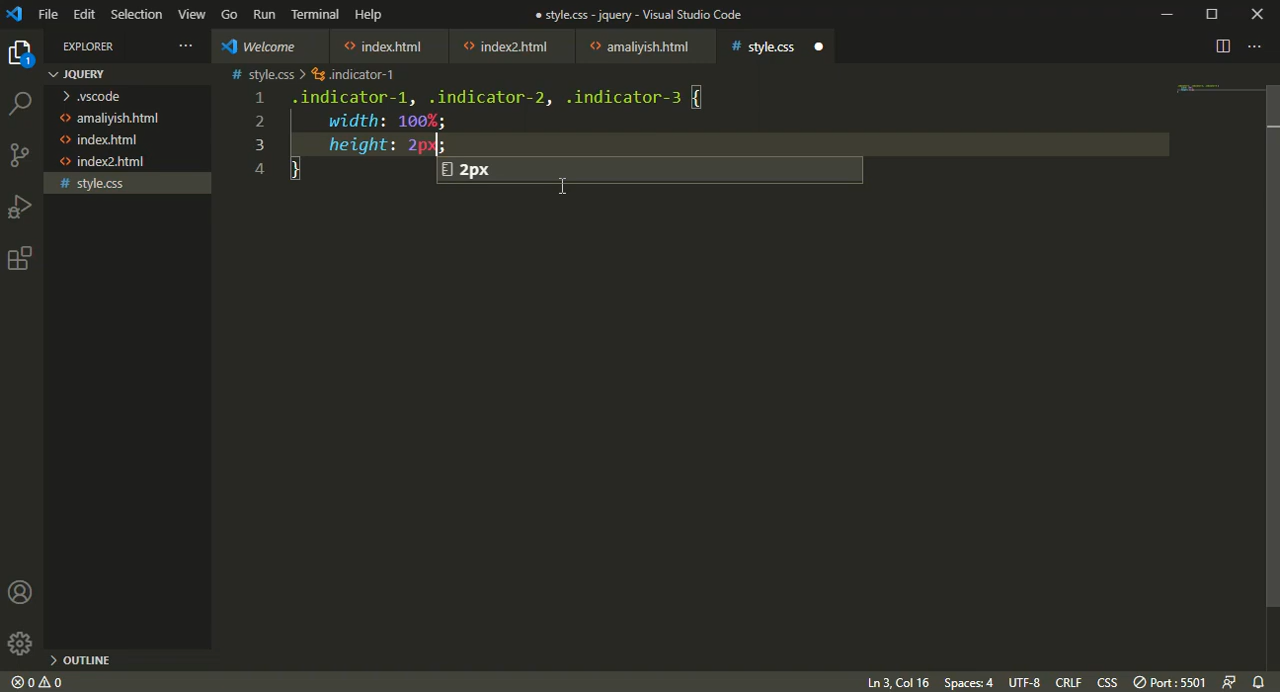 File Edit Selection View Go Run Terminal Help ● style.css - jquery - Visual Studio Code
EXPLORER ··· Welcome index.html index2.html amaliyish.html # style.css ● ···
JQUERY
# style.css > .indicator-1
.vscode
amaliyish.html
index.html
index2.html
# style.css
1 .indicator-1, .indicator-2, .indicator-3 {
2 width: 100%;
3 height: 2px;
4 }
2px
1
OUTLINE
0 0 Ln 3, Col 16 Spaces: 4 UTF-8 CRLF CSS Port : 5501